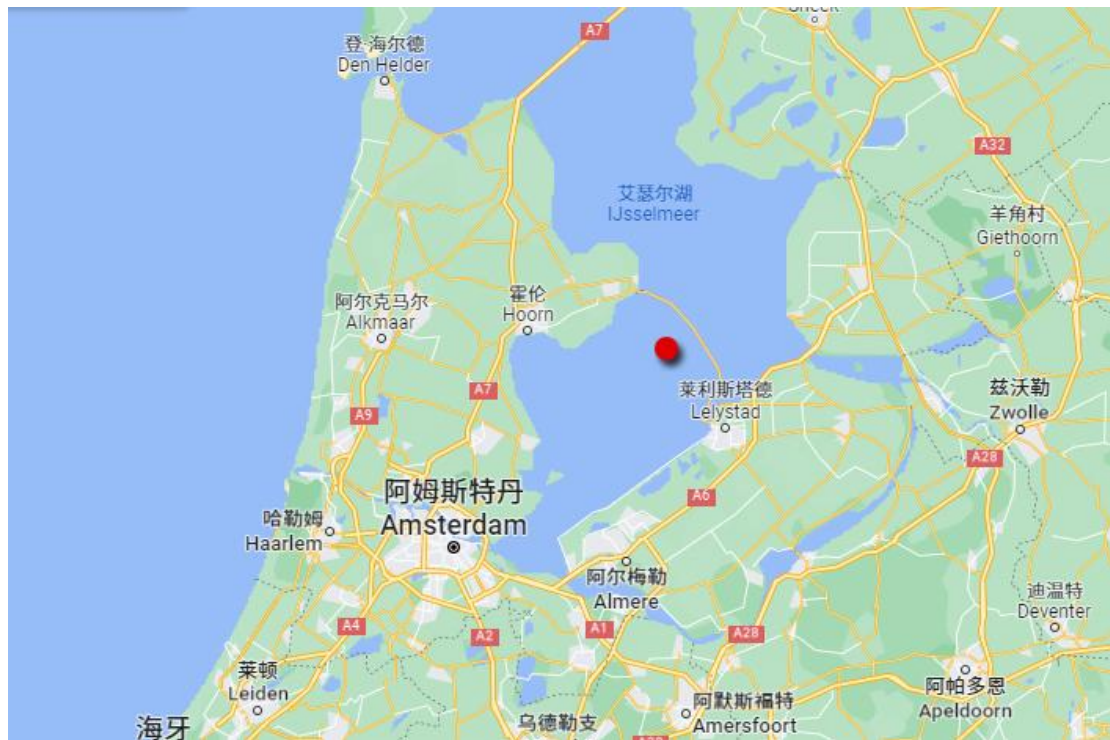 Sneek
A7
登·海尔德
Den Helder
A32
艾瑟尔湖
IJsselmeer
羊角村
Giethoorn
阿尔克马尔
Alkmaar
霍伦
Hoorn
A7
莱利斯塔德
Lelystad
兹沃勒
Zwolle
A9
A28
阿姆斯特丹
Amsterdam
A6
哈勒姆
Haarlem
阿尔梅勒
Almere
迪温特
Deventer
A4
A2
A1
A28
莱顿
Leiden
阿帕多恩
Apeldoorn
阿默斯福特
Amersfoort
海牙
乌德勒支